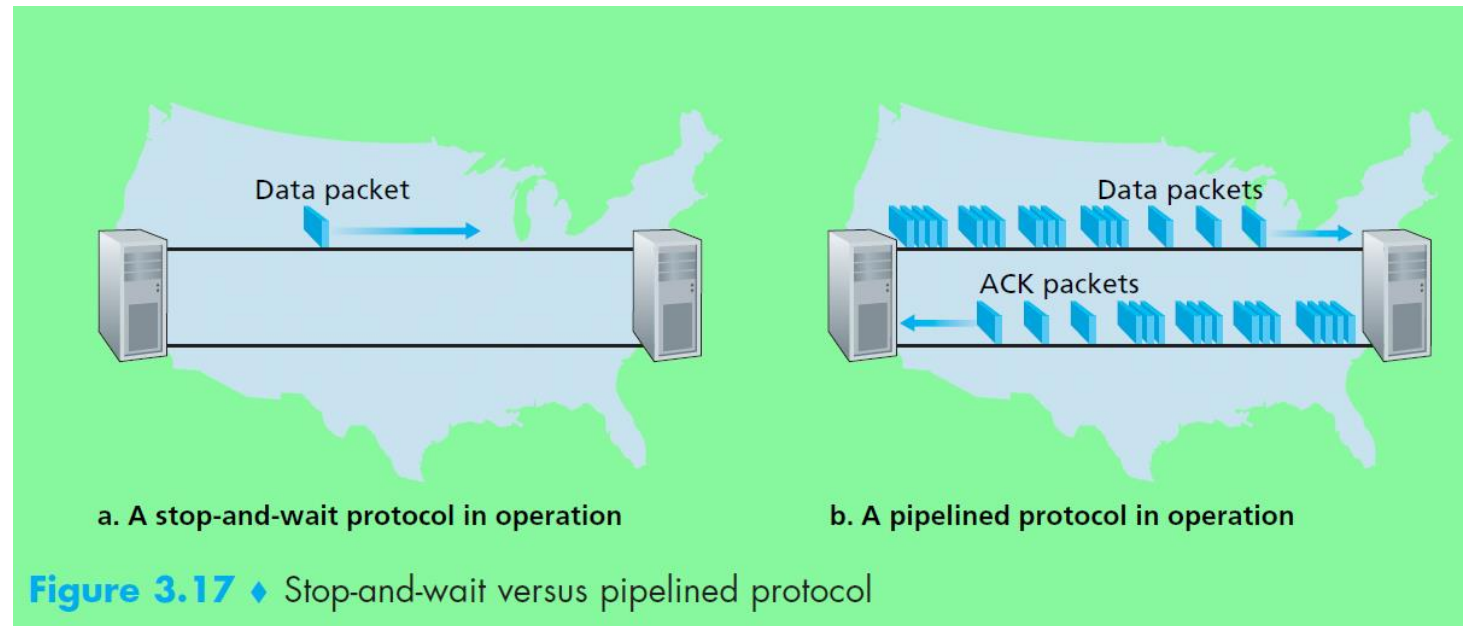 Data packet
Data packets
ACK packets
a. A stop-and-wait protocol in operation
b. A pipelined protocol in operation
Figure 3.17 ♦ Stop-and-wait versus pipelined protocol